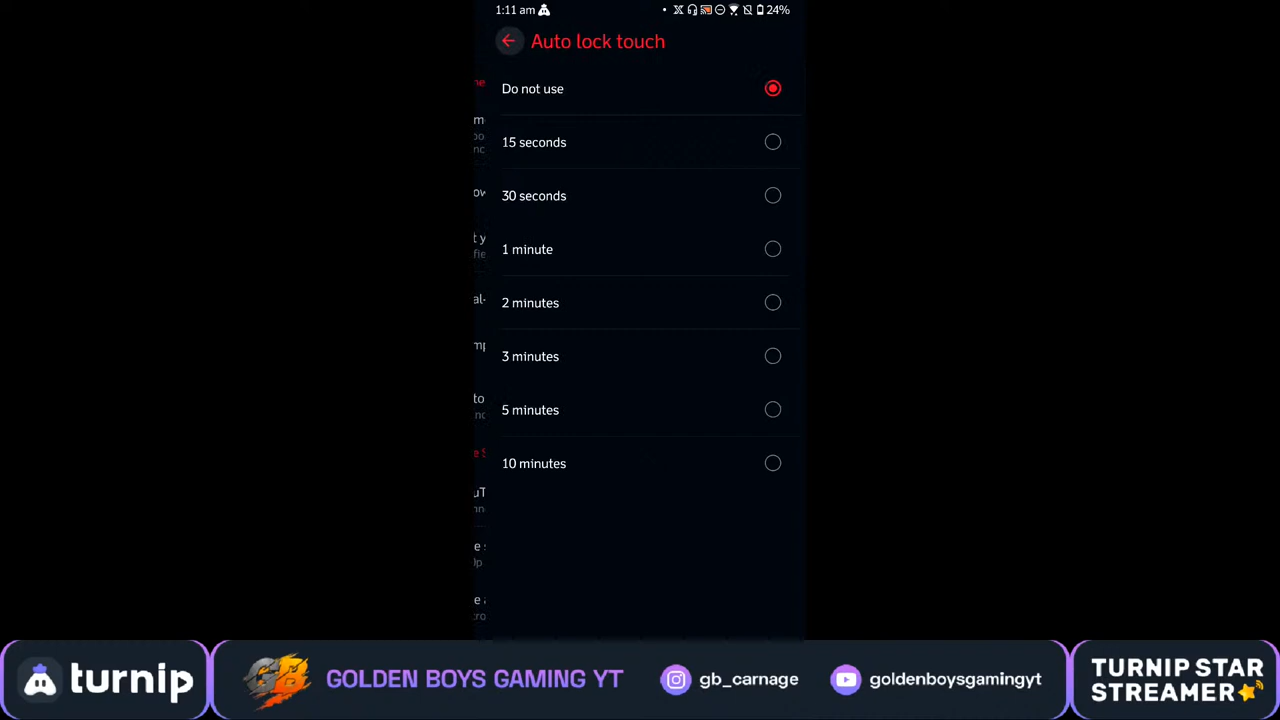 1:11 am
24%
Auto lock touch
Do not use
15 seconds
30 seconds
1 minute
2 minutes
3 minutes
5 minutes
10 minutes
turnip
GB GOLDEN BOYS GAMING YT
gb_carnage
goldenboysgamingyt
TURNIP STAR
STREAMER